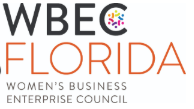 WBEC
FLORIDA
WOMEN'S BUSINESS
ENTERPRISE COUNCIL